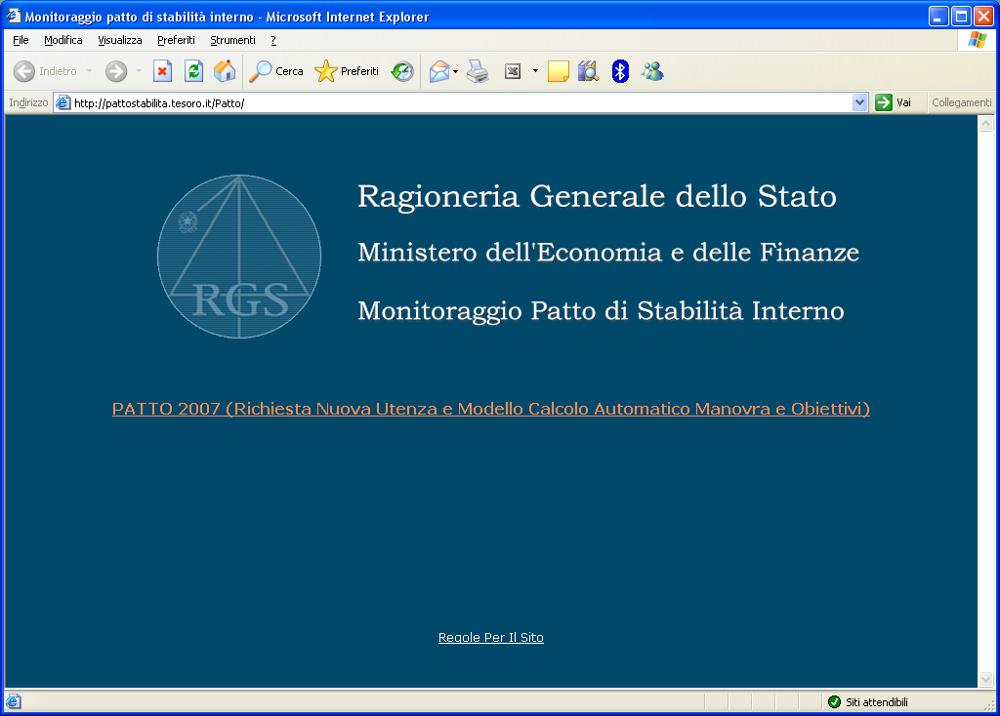 Monitoraggio patto di stabilità interno - Microsoft Internet Explorer
File Modifica Visualizza Preferiti Strumenti ?
Indietro Cerca Preferiti
Indirizzo http://pattostabilita.tesoro.it/Patto/ Vai Collegamenti
Ragioneria Generale dello Stato
Ministero dell'Economia e delle Finanze
RGS
Monitoraggio Patto di Stabilità Interno
PATTO 2007 (Richiesta Nuova Utenza e Modello Calcolo Automatico Manovra e Obiettivi)
Regole Per Il Sito
Siti attendibili